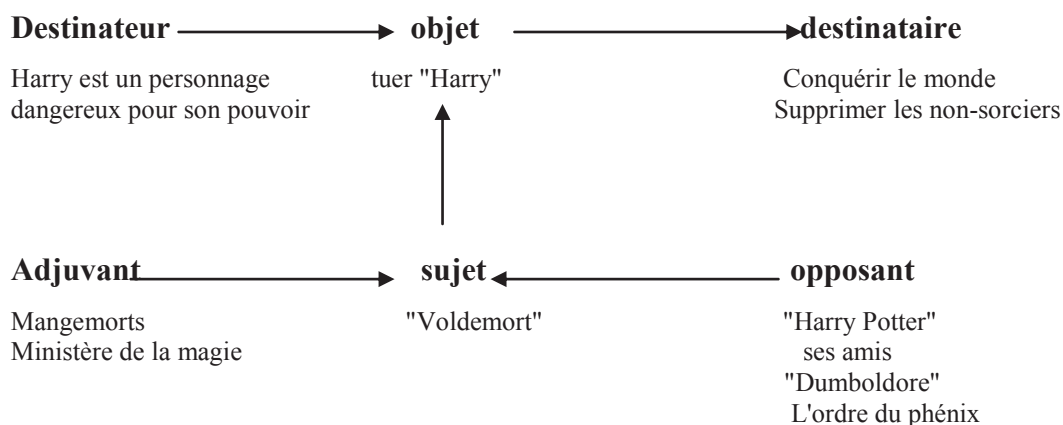 Destinateur objet destinataire
Harry est un personnage tuer "Harry" Conquérir le monde
dangereux pour son pouvoir Supprimer les non-sorciers
Adjuvant sujet opposant
Mangemorts "Voldemort" "Harry Potter"
Ministère de la magie ses amis
"Dumboldore"
L'ordre du phénix